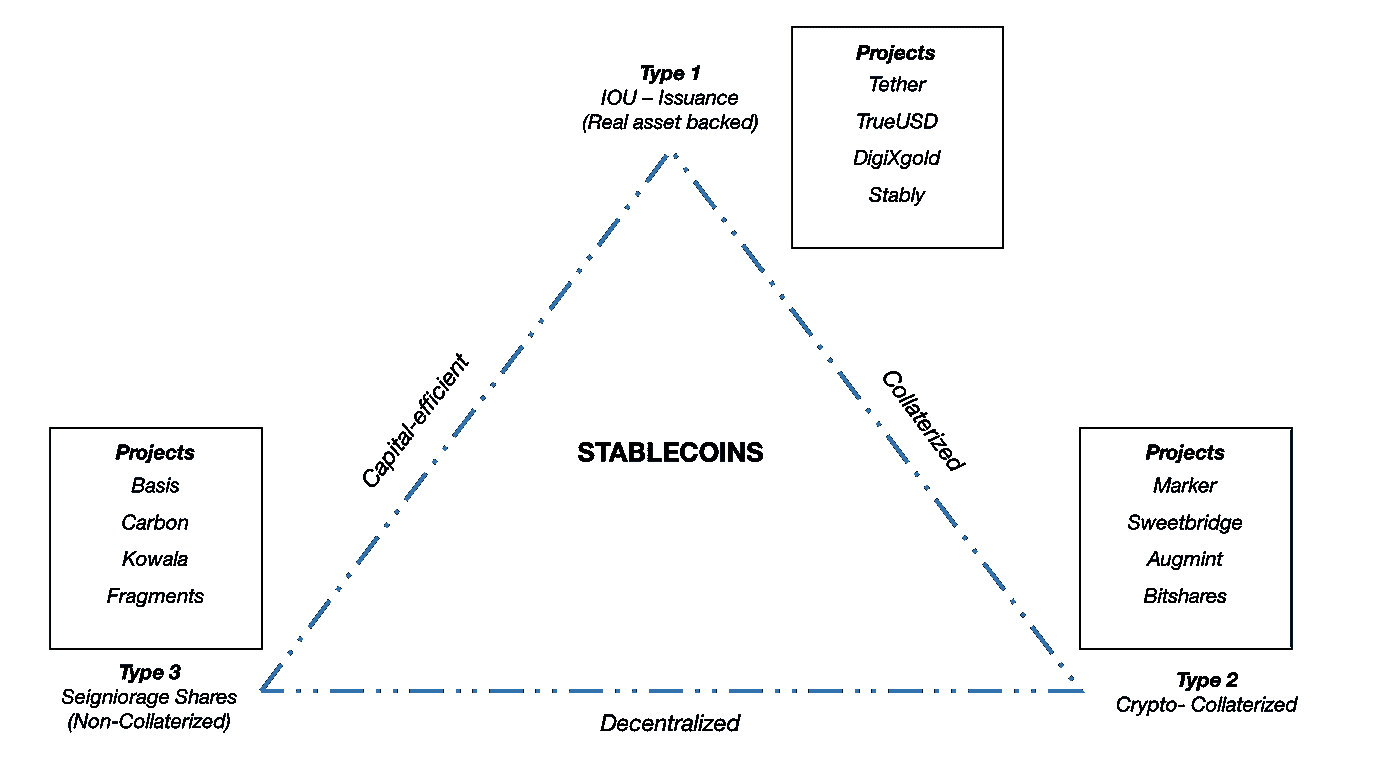 Projects
Tether
TrueUSD
DigiXgold
Stably
Type 1
IOU – Issuance
(Real asset backed)
Capital-efficient
Collaterized
STABLECOINS
Projects
Basis
Carbon
Kowala
Fragments
Projects
Marker
Sweetbridge
Augmint
Bitshares
Type 3
Seigniorage Shares
(Non-Collaterized)
Type 2
Crypto- Collaterized
Decentralized